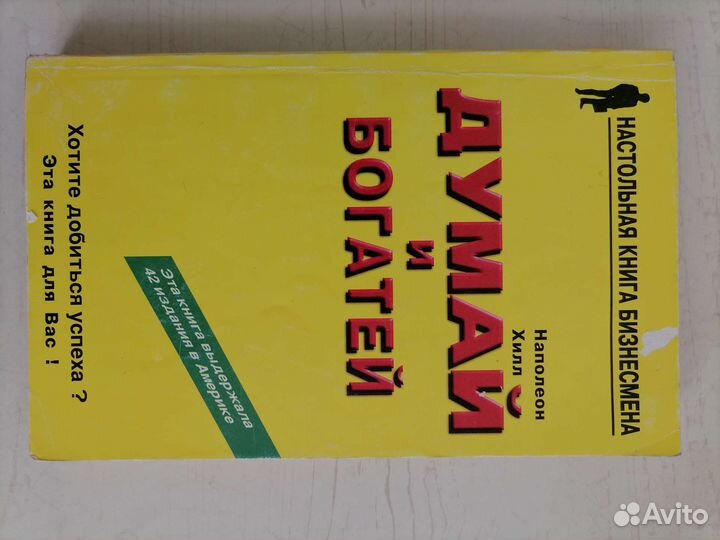 НАСТОЛЬНАЯ КНИГА БИЗНЕСМЕНА
Наполеон
Хилл
ДУМАЙ
И
БОГАТЕЙ
Эта книга выдержала
42 издания в Америке
Хотите добиться успеха ?
Эта книга для Вас !
Avito